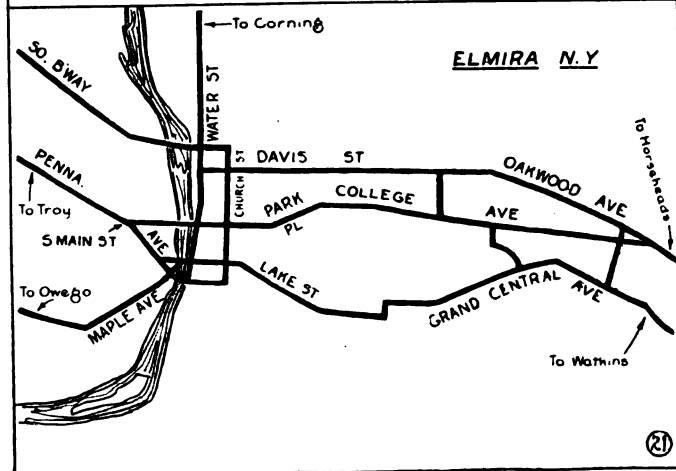 To Corning
ELMIRA N.Y
SO. B'WAY
WATER ST
To Horseheads
CHURCH ST
DAVIS ST
OAKWOOD AVE
PENNA. AVE
To Troy
PARK PL
COLLEGE AVE
S MAIN ST
LAKE ST
To Owego
MAPLE AVE
GRAND CENTRAL AVE
To Watkins
21